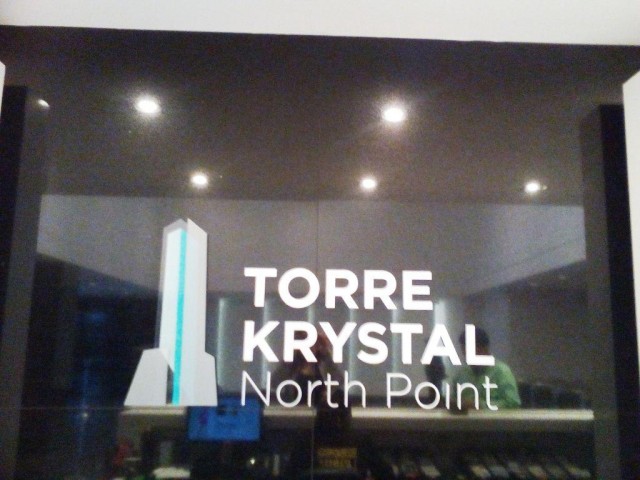 TORRE
KRYSTAL
North Point